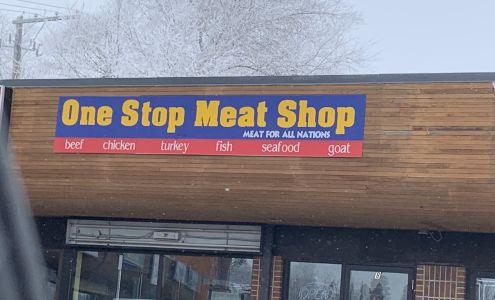 One Stop Meat Shop
MEAT FOR ALL NATIONS
beef chicken turkey fish seafood goat